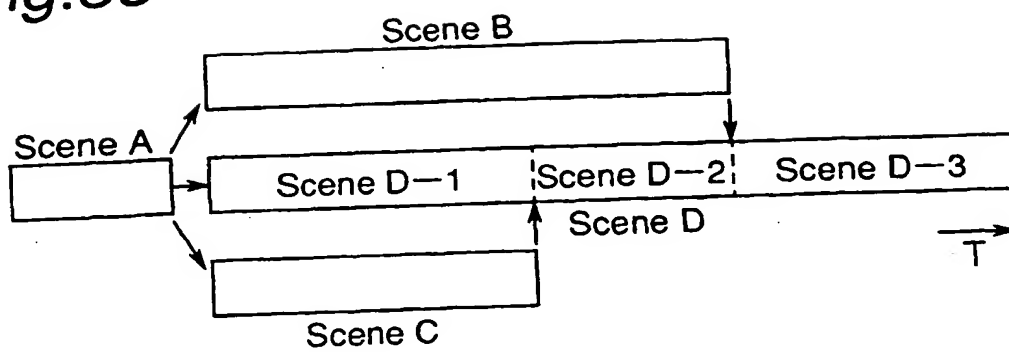 Scene B
Scene A
Scene D—1
Scene D—2
Scene D—3
Scene D
T
Scene C